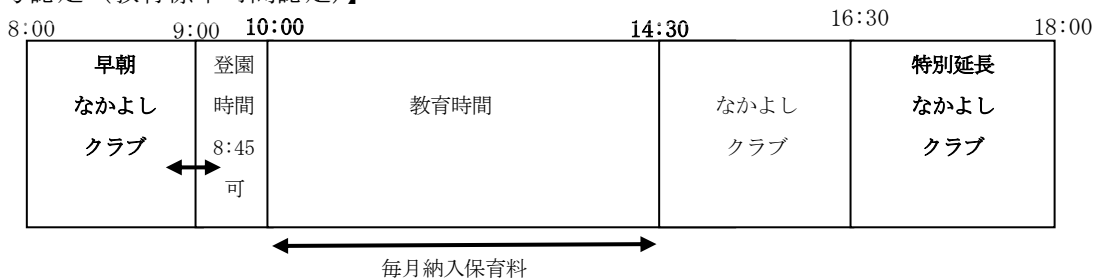 8:00
9:00
10:00
14:30
16:30
18:00
早朝
なかよし
クラブ
登園
時間
8:45
可
教育時間
なかよし
クラブ
特別延長
なかよし
クラブ
毎月納入保育料